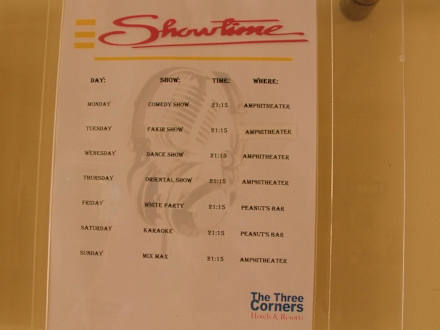 Showtime
DAY: SHOW: TIME: WHERE:
MONDAY COMEDY SHOW 21:15 AMPHITEATER
TUESDAY FAKIR SHOW 21:15 AMPHITEATER
WENESDAY DANCE SHOW 21:15 AMPHITEATER
THURSDAY ORIENTAL SHOW 21:15 AMPHITEATER
FRIDAY WHITE PARTY 21:15 PEANUT'S BAR
SATURDAY KARAOKE 21:15 PEANUT'S BAR
SUNDAY MIX MAX 21:15 AMPHITEATER
The Three
Corners
Hotels & Resorts